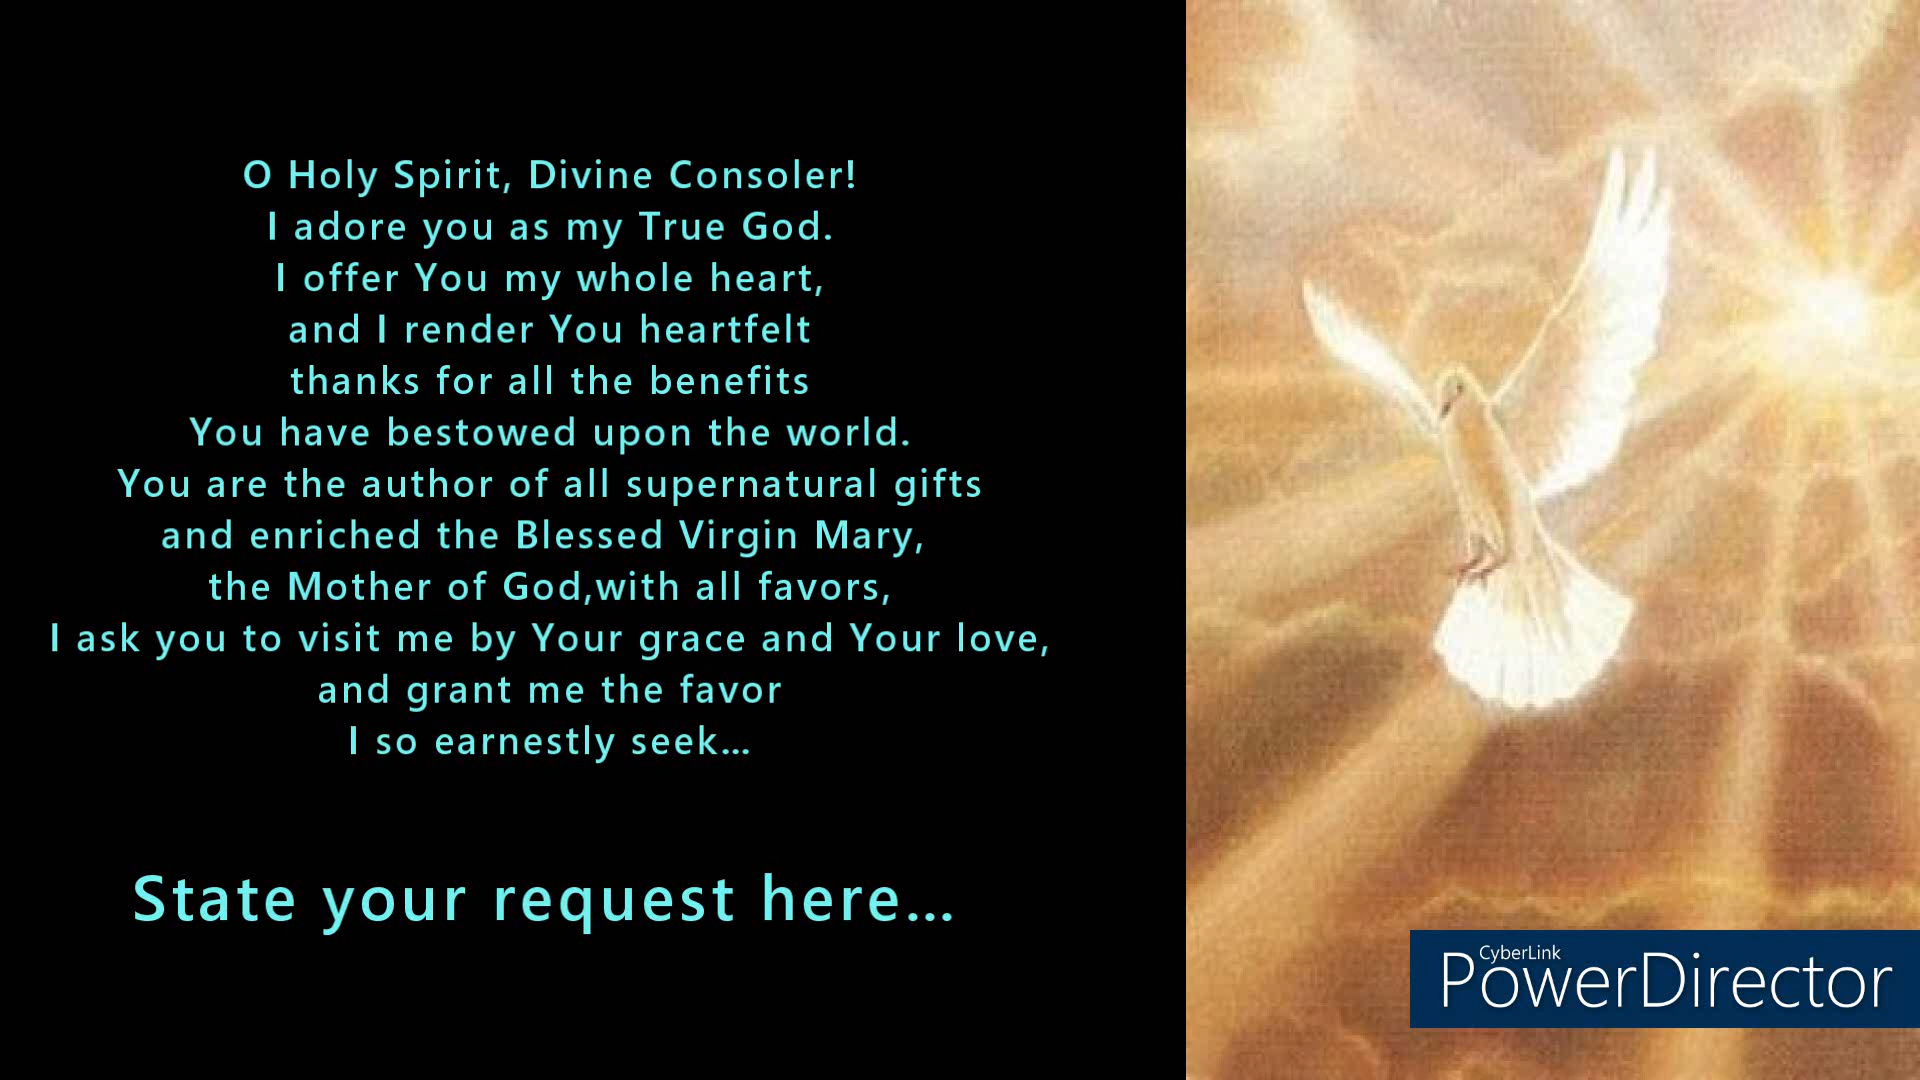 O Holy Spirit, Divine Consoler!
I adore you as my True God.
I offer You my whole heart,
and I render You heartfelt
thanks for all the benefits
You have bestowed upon the world.
You are the author of all supernatural gifts
and enriched the Blessed Virgin Mary,
the Mother of God,with all favors,
I ask you to visit me by Your grace and Your love,
and grant me the favor
I so earnestly seek...
State your request here...
CyberLink
PowerDirector